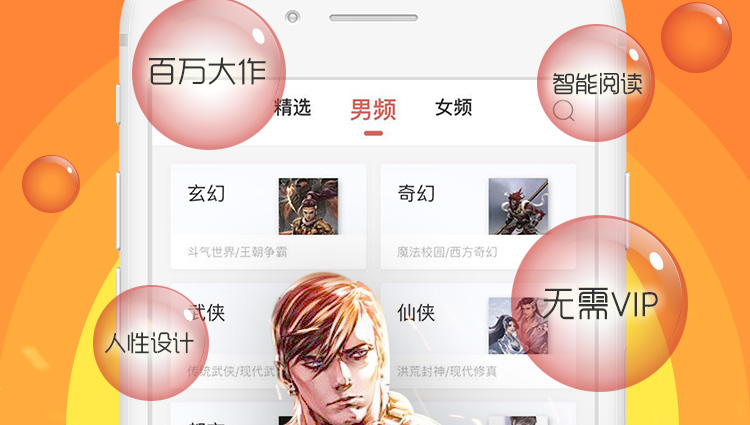 百万大作
智能阅读
精选 男频 女频
玄幻
斗气世界/王朝争霸
奇幻
魔法校园/西方奇幻
无需VIP
武侠
传统武侠/现代武
仙侠
洪荒封神/现代修真
人性设计